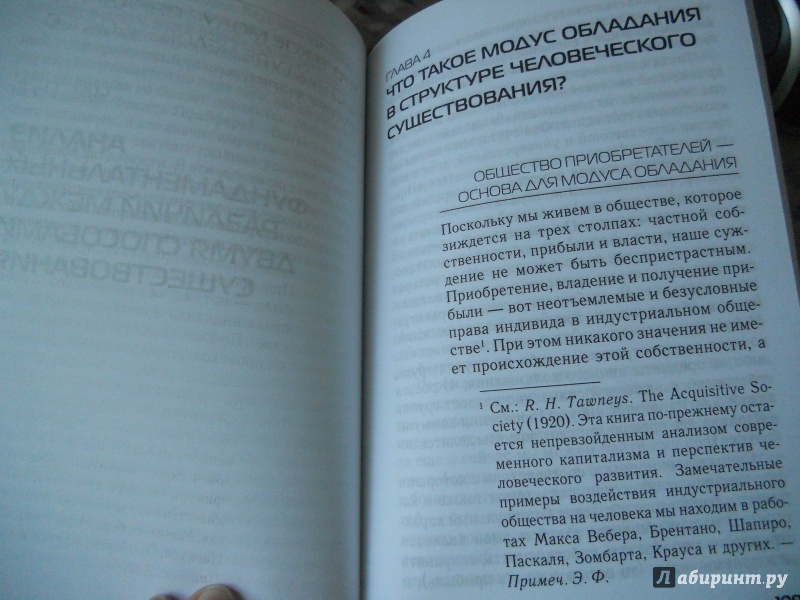 ГЛАВА 4
ЧТО ТАКОЕ МОДУС ОБЛАДАНИЯ
В СТРУКТУРЕ ЧЕЛОВЕЧЕСКОГО
СУЩЕСТВОВАНИЯ?
ОБЩЕСТВО ПРИОБРЕТАТЕЛЕЙ —
ОСНОВА ДЛЯ МОДУСА ОБЛАДАНИЯ
Поскольку мы живем в обществе, которое
зиждется на трех столпах: частной соб-
ственности, прибыли и власти, наше суж-
дение не может быть беспристрастным.
Приобретение, владение и получение при-
были — вот неотъемлемые и безусловные
права индивида в индустриальном обще-
стве¹. При этом никакого значения не име-
ет происхождение этой собственности, а
¹ См.: R. H. Tawneys. The Acquisitive So-
ciety (1920). Эта книга по-прежнему оста-
ется непревзойденным анализом совре-
менного капитализма и перспектив че-
ловеческого развития. Замечательные
примеры воздействия индустриального
общества на человека мы находим в рабо-
тах Макса Вебера, Брентано, Шапиро,
Паскаля, Зомбарта, Крауса и других. —
Примеч. Э. Ф.
Лабиринт.ру